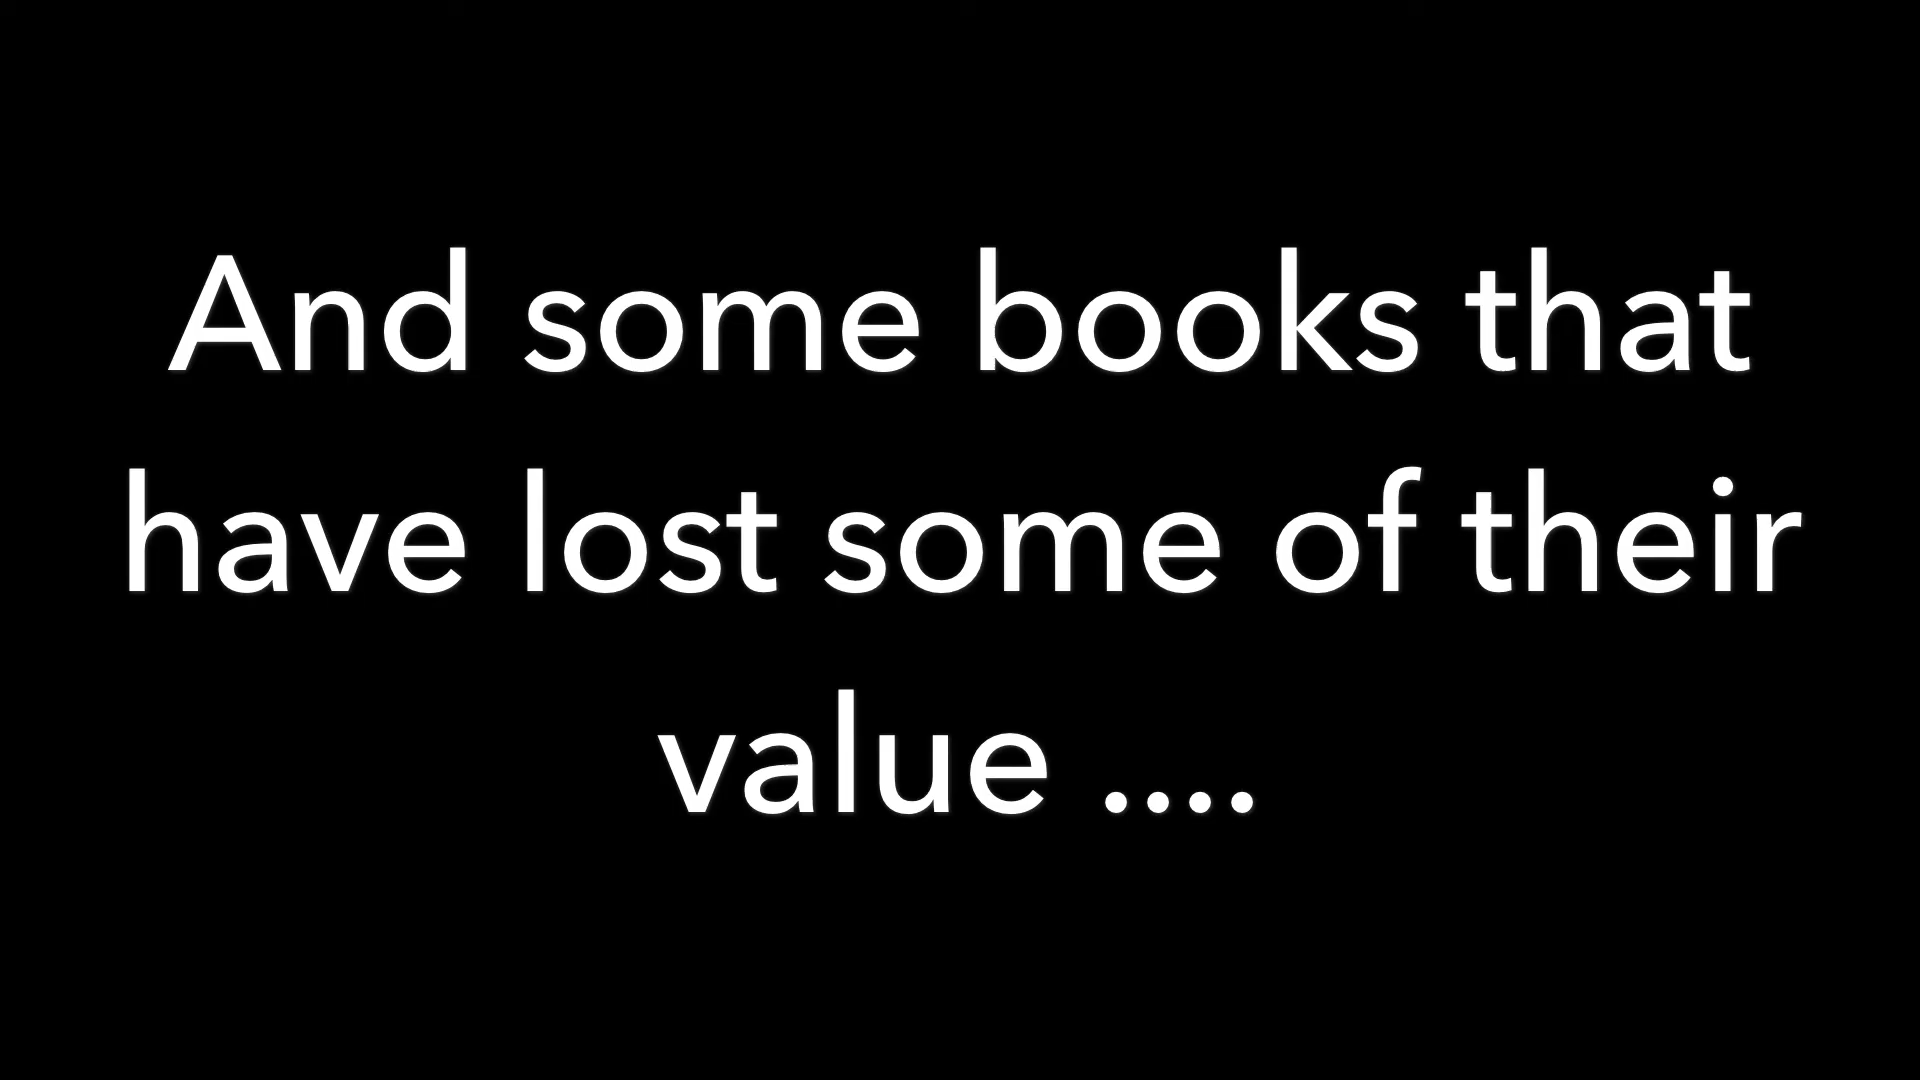 And some books that
have lost some of their
value ....